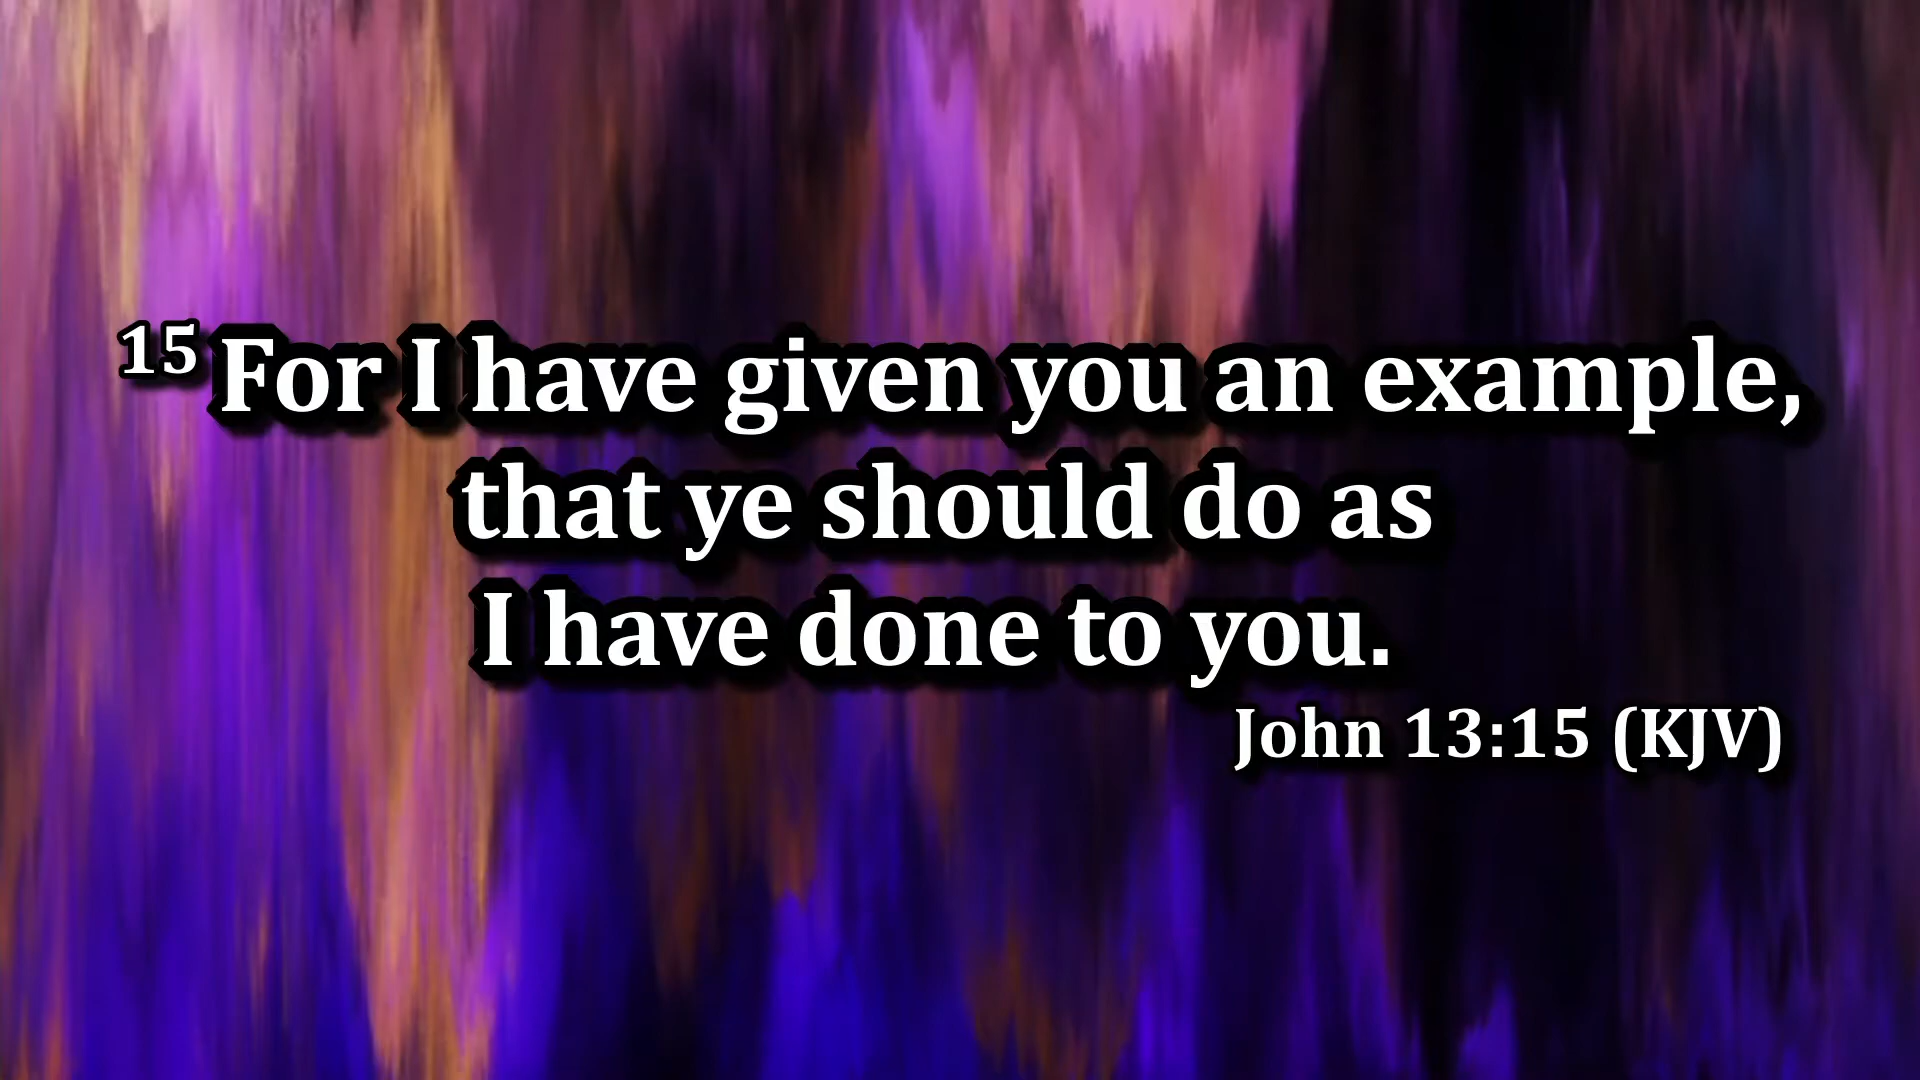 15 For I have given you an example,
that ye should do as
I have done to you.
John 13:15 (KJV)